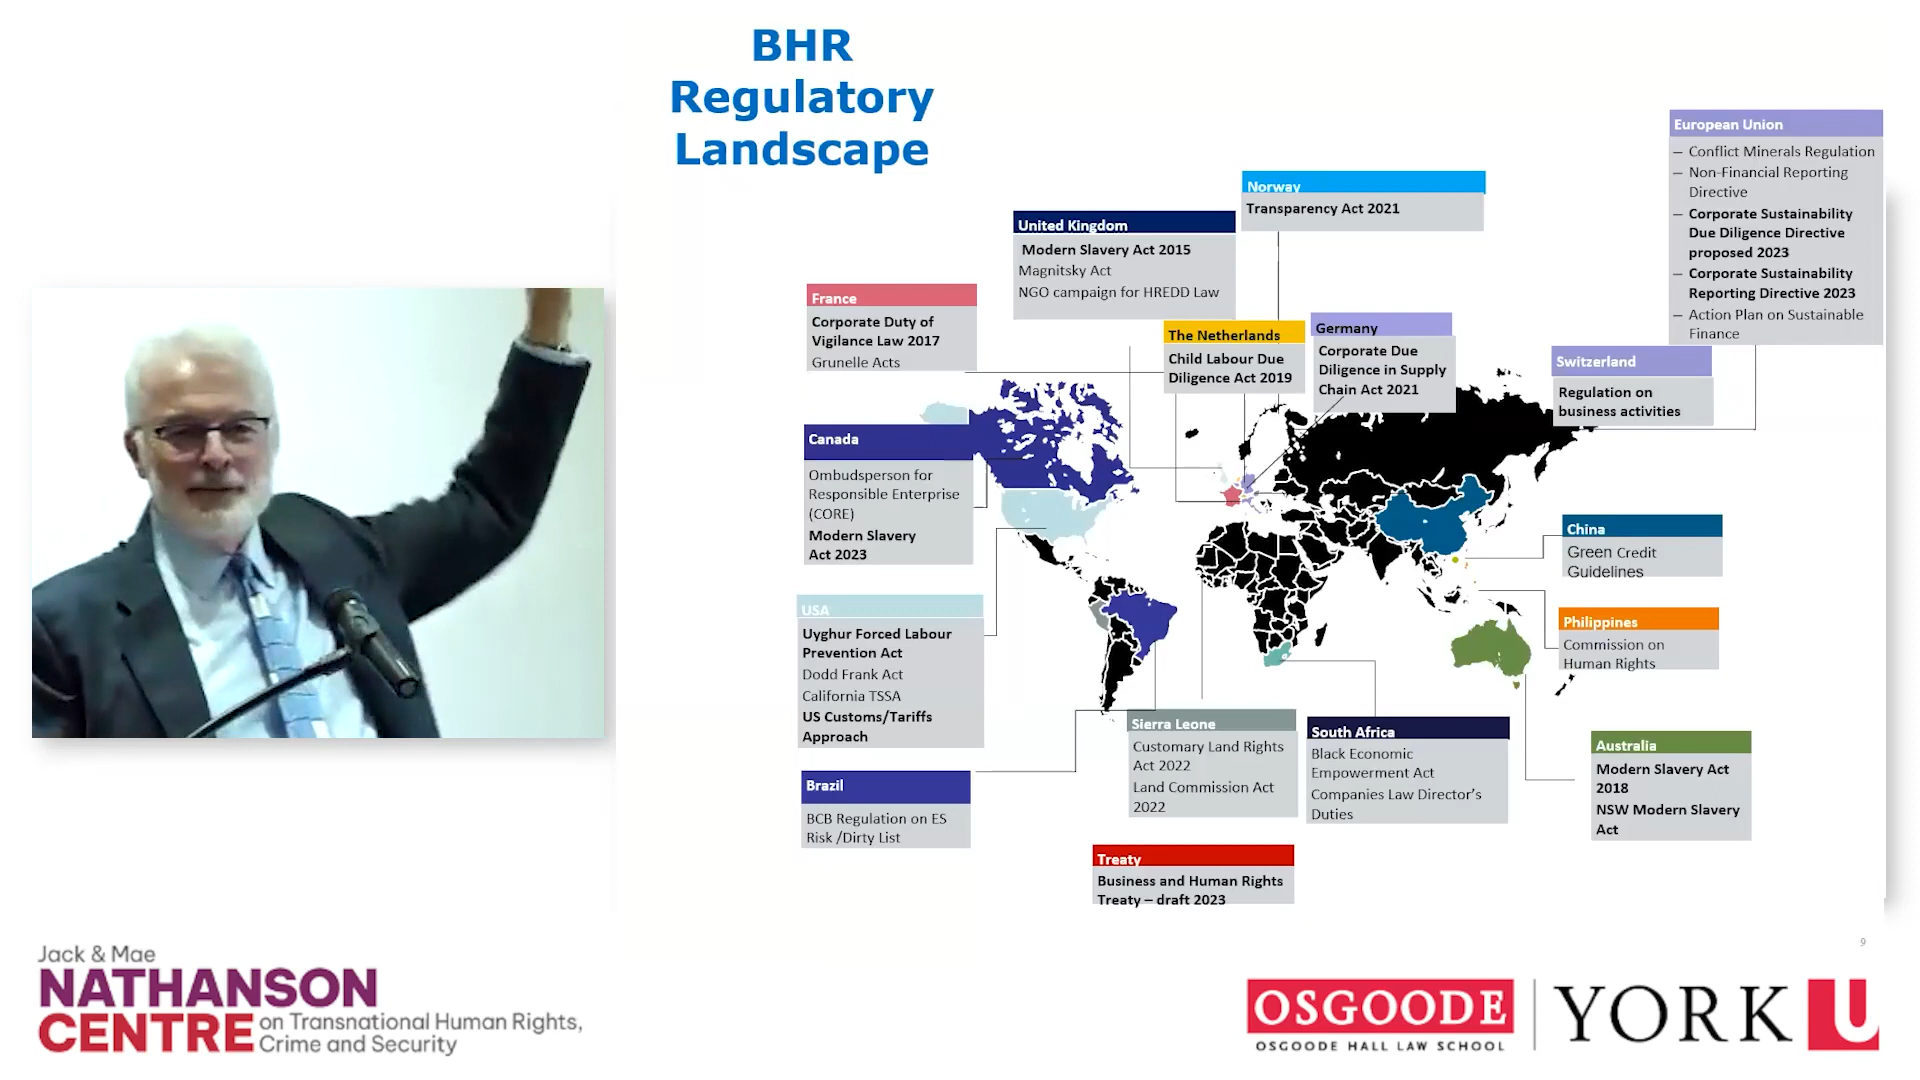 BHR
Regulatory
Landscape
European Union
– Conflict Minerals Regulation
– Non-Financial Reporting
Directive
– Corporate Sustainability
Due Diligence Directive
proposed 2023
– Corporate Sustainability
Reporting Directive 2023
– Action Plan on Sustainable
Finance
Norway
Transparency Act 2021
United Kingdom
Modern Slavery Act 2015
Magnitsky Act
NGO campaign for HREDD Law
France
Corporate Duty of
Vigilance Law 2017
Grunelle Acts
The Netherlands
Child Labour Due
Diligence Act 2019
Germany
Corporate Due
Diligence in Supply
Chain Act 2021
Switzerland
Regulation on
business activities
Canada
Ombudsperson for
Responsible Enterprise
(CORE)
Modern Slavery
Act 2023
China
Green Credit
Guidelines
USA
Uyghur Forced Labour
Prevention Act
Dodd Frank Act
California TSSA
US Customs/Tariffs
Approach
Philippines
Commission on
Human Rights
Brazil
BCB Regulation on ES
Risk /Dirty List
Sierra Leone
Customary Land Rights
Act 2022
Land Commission Act
2022
South Africa
Black Economic
Empowerment Act
Companies Law Director’s
Duties
Australia
Modern Slavery Act
2018
NSW Modern Slavery
Act
Treaty
Business and Human Rights
Treaty – draft 2023
9
Jack & Mae
NATHANSON
CENTRE on Transnational Human Rights,
Crime and Security
OSGOODE
OSGOODE HALL LAW SCHOOL
YORK U